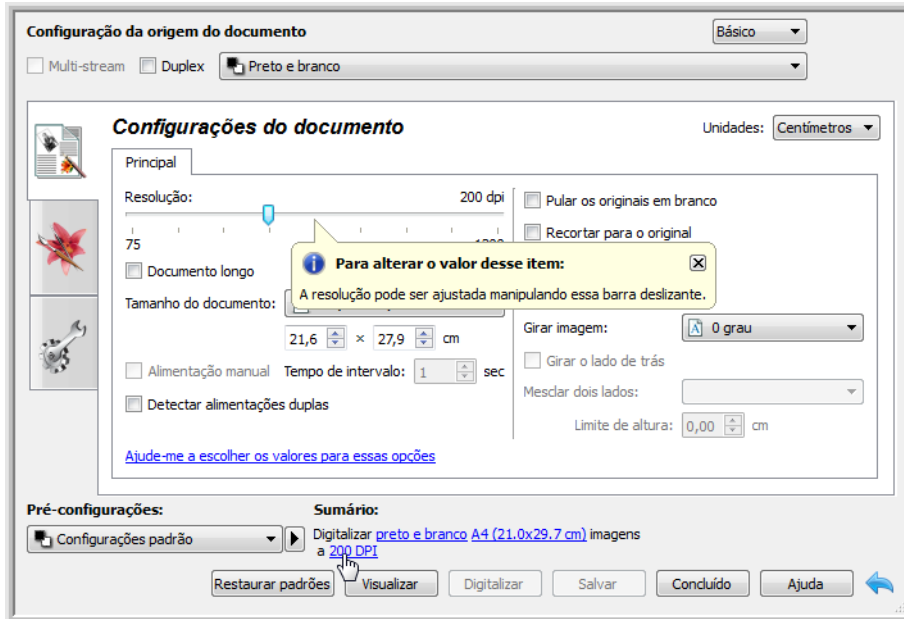 Configuração da origem do documento
Básico
Multi-stream Duplex Preto e branco
Configurações do documento
Unidades: Centímetros
Principal
Resolução: 200 dpi
75
Pular os originais em branco
Recortar para o original
Para alterar o valor desse item:
A resolução pode ser ajustada manipulando essa barra deslizante.
Documento longo
Tamanho do documento:
21,6 × 27,9 cm
Alimentação manual Tempo de intervalo: 1 sec
Detectar alimentações duplas
Girar imagem: 0 grau
Girar o lado de trás
Mesclar dois lados:
Limite de altura: 0,00 cm
Ajude-me a escolher os valores para essas opções
Pré-configurações:
Configurações padrão
Sumário:
Digitalizar preto e branco A4 (21.0x29.7 cm) imagens
a 200 DPI
Restaurar padrões Visualizar Digitalizar Salvar Concluído Ajuda